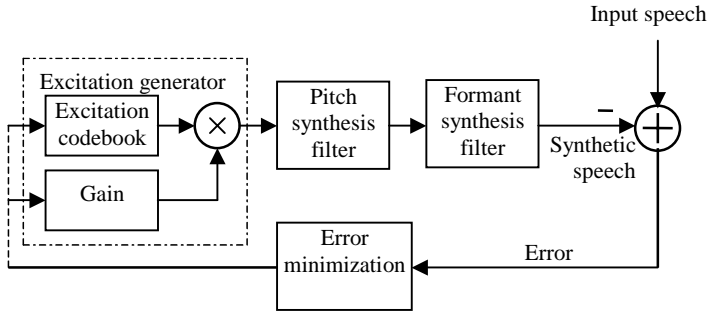 Input speech
Excitation generator
Excitation
codebook
×
Pitch
synthesis
filter
Formant
synthesis
filter
−
+
Synthetic
speech
Gain
Error
minimization
Error